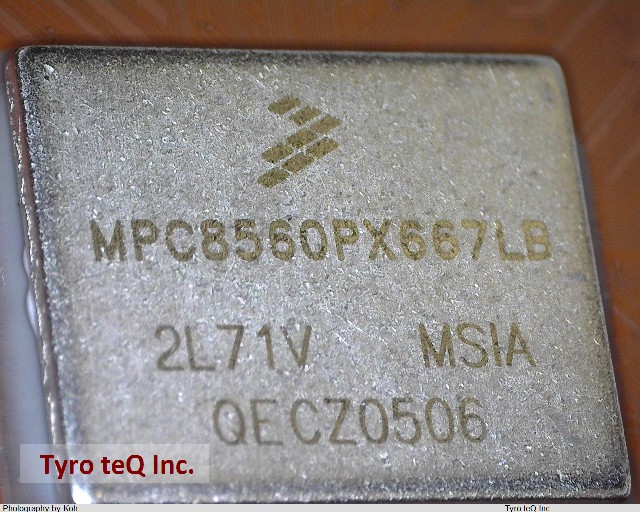 MPC8560PX667LB
2L71V MSIA
QECZ0506
Tyro teQ Inc.
Photography by Koh
Tyro teQ Inc